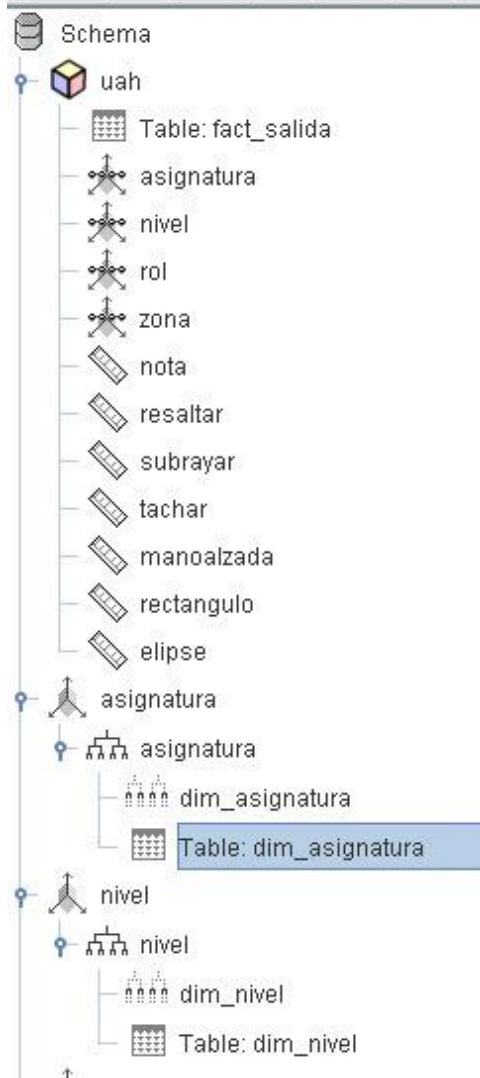 Schema
uah
Table: fact_salida
asignatura
nivel
rol
zona
nota
resaltar
subrayar
tachar
manoalzada
rectangulo
elipse
asignatura
asignatura
dim_asignatura
Table: dim_asignatura
nivel
nivel
dim_nivel
Table: dim_nivel